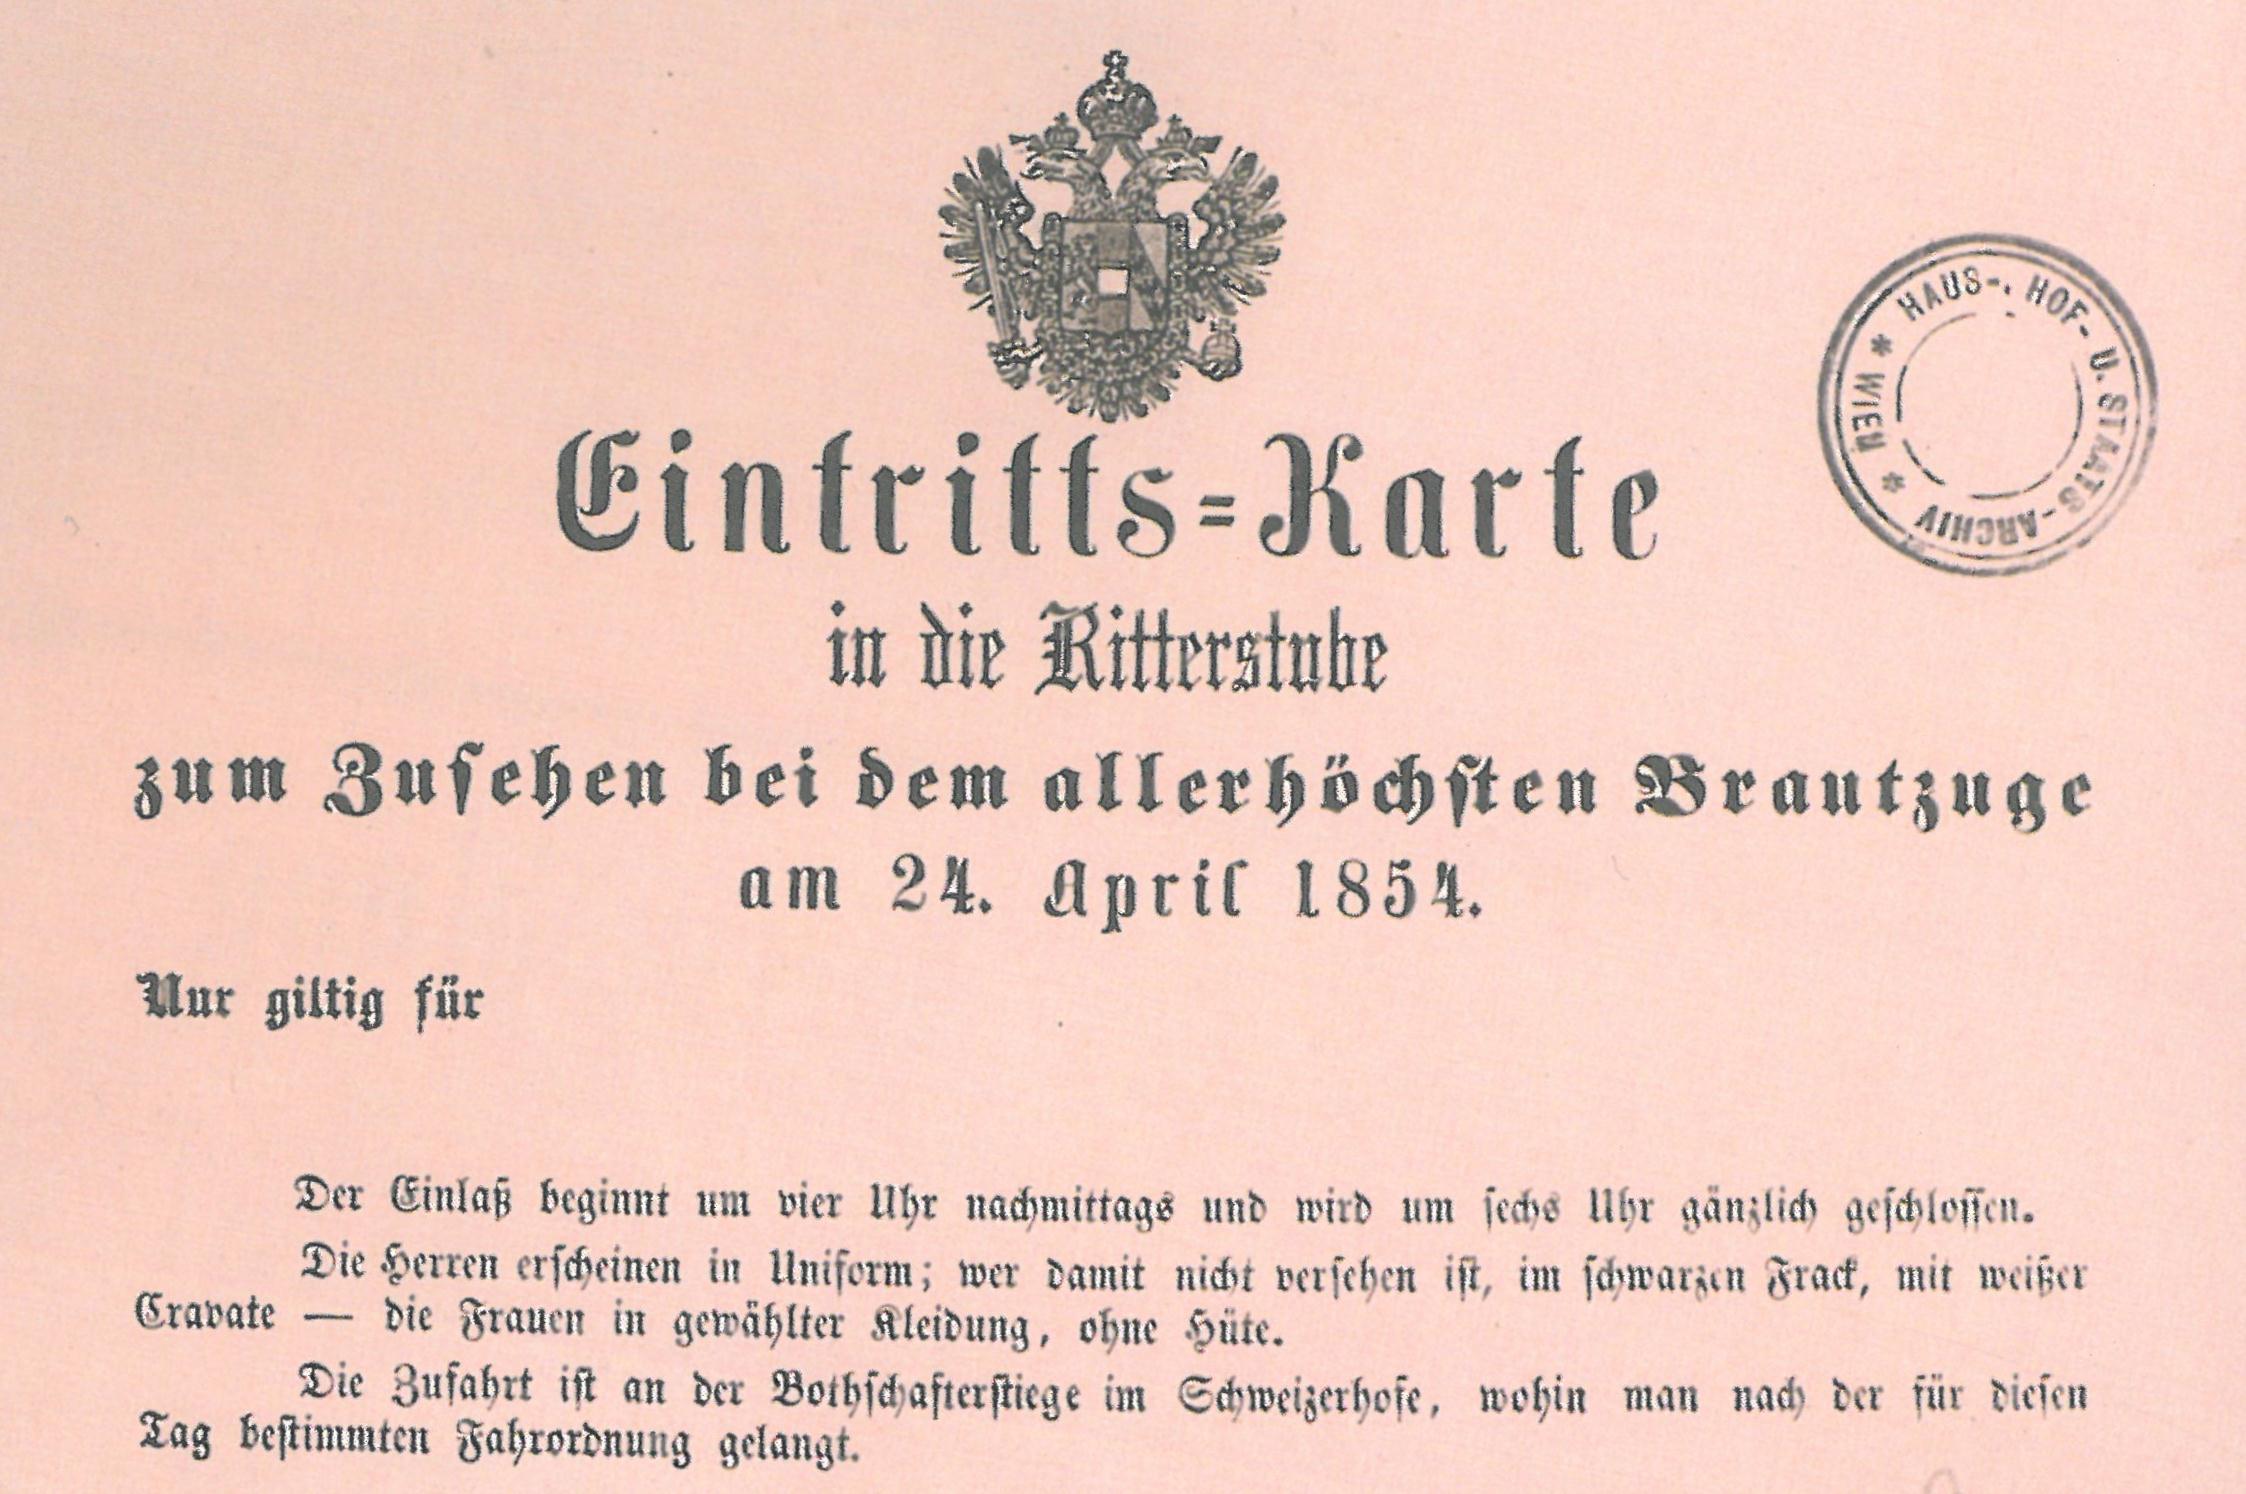 Eintritts=Karte
HAUS-, HOF- U. STAATS-ARCHIV * WIEN *
in die Ritterstube
zum Zusehen bei dem allerhöchsten Brautzuge
am 24. April 1854.
Nur giltig für
Der Einlaß beginnt um vier Uhr nachmittags und wird um sechs Uhr gänzlich geschlossen.
Die Herren erscheinen in Uniform; wer damit nicht versehen ist, im schwarzen Frack, mit weißer
Cravate — die Frauen in gewählter Kleidung, ohne Hüte.
Die Zufahrt ist an der Bothschafterstiege im Schweizerhofe, wohin man nach der für diesen
Tag bestimmten Fahrordnung gelangt.